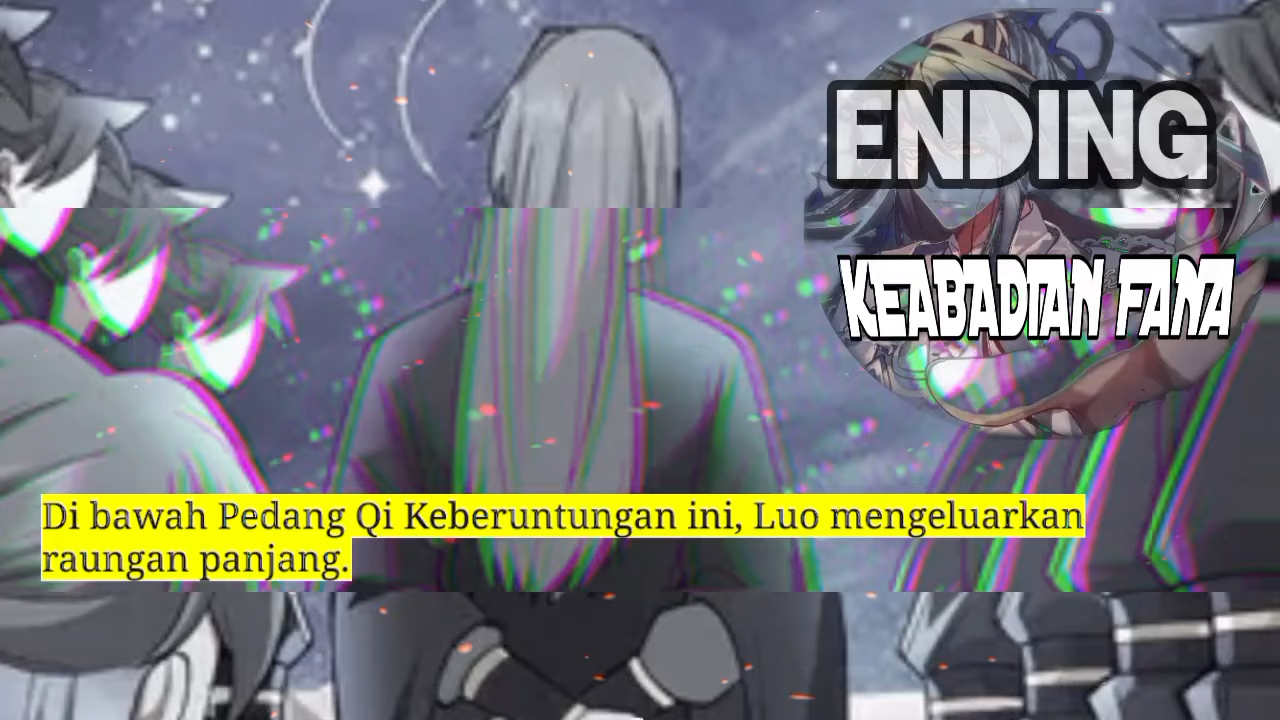 ENDING
KEABADIAN FANA
Di bawah Pedang Qi Keberuntungan ini, Luo mengeluarkan
raungan panjang.